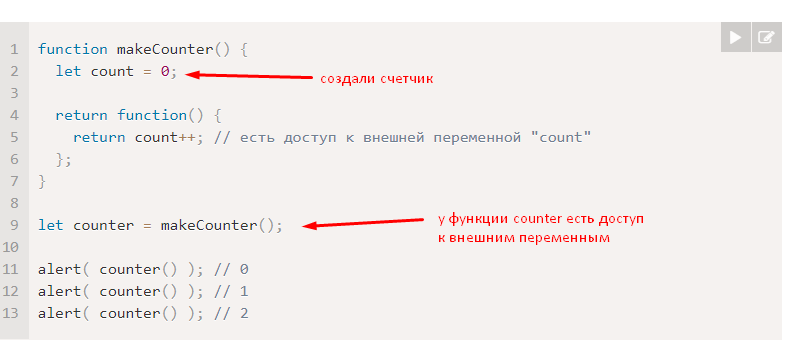 1 function makeCounter() {
2 let count = 0;
создали счетчик
3
4 return function() {
5 return count++; // есть доступ к внешней переменной "count"
6 };
7 }
8
9 let counter = makeCounter();
у функции counter есть доступ
к внешним переменным
10
11 alert( counter() ); // 0
12 alert( counter() ); // 1
13 alert( counter() ); // 2